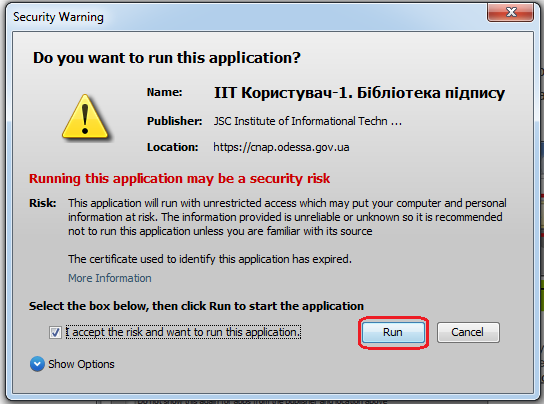 Security Warning
Do you want to run this application?
Name: ІІТ Користувач-1. Бібліотека підпису
Publisher: JSC Institute of Informational Techn ...
Location: https://cnap.odessa.gov.ua
Running this application may be a security risk
Risk: This application will run with unrestricted access which may put your computer and personal
information at risk. The information provided is unreliable or unknown so it is recommended
not to run this application unless you are familiar with its source
The certificate used to identify this application has expired.
More Information
Select the box below, then click Run to start the application
I accept the risk and want to run this application.
Run
Cancel
Show Options